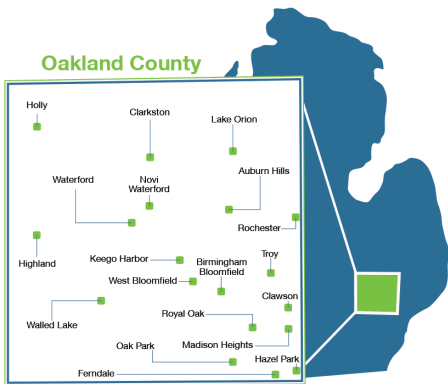 Oakland County
Holly
Clarkston
Lake Orion
Waterford
Novi
Waterford
Auburn Hills
Rochester
Highland
Keego Harbor
Birmingham
Bloomfield
Troy
West Bloomfield
Clawson
Walled Lake
Royal Oak
Oak Park
Madison Heights
Hazel Park
Ferndale